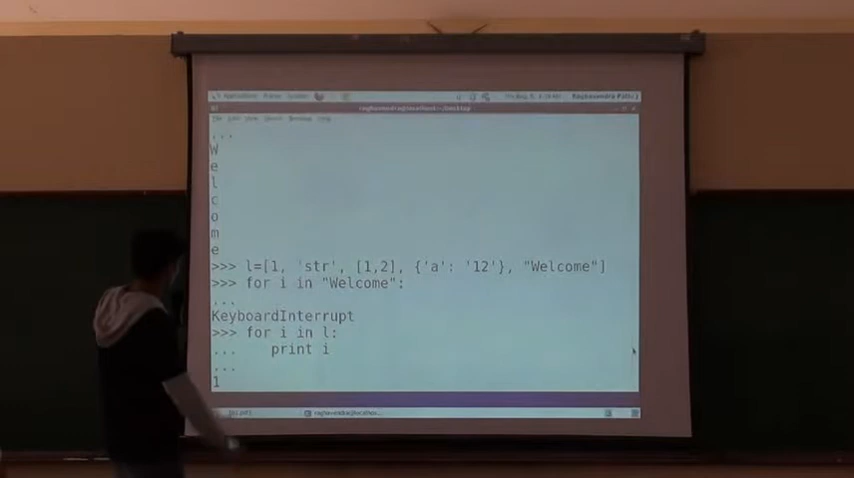 ...
W
e
l
c
o
m
e
>>> l=[1, 'str', [1,2], {'a': '12'}, "Welcome"]
>>> for i in "Welcome":
...
KeyboardInterrupt
>>> for i in l:
...     print i
...
1